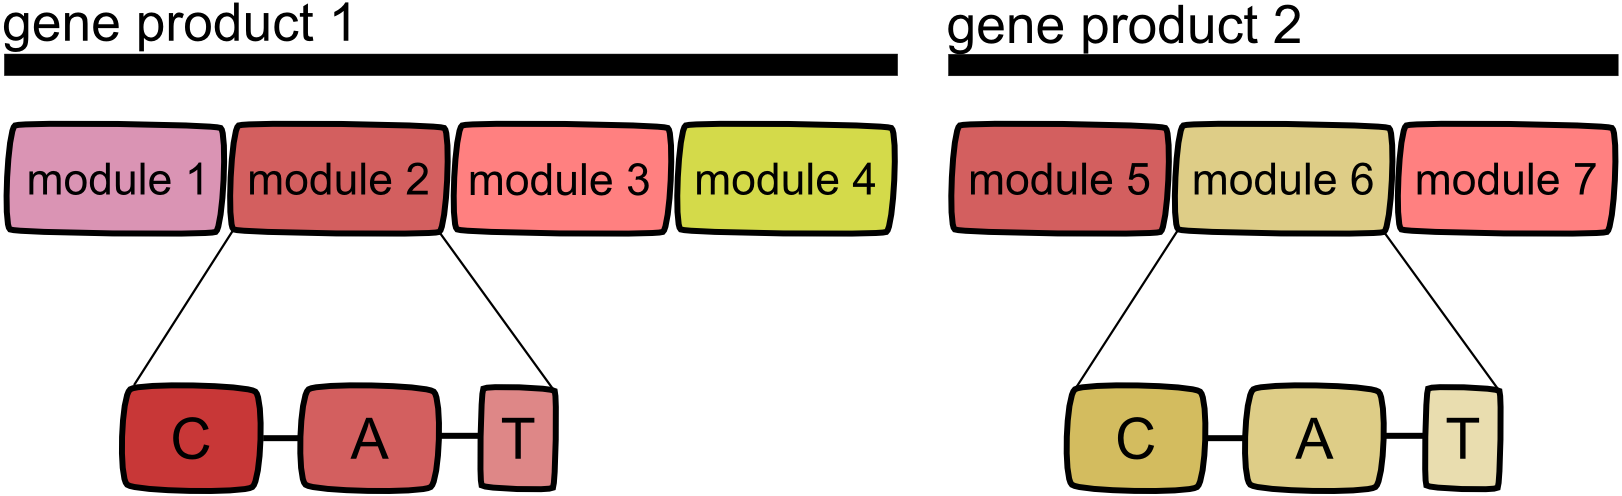 gene product 1
gene product 2
module 1 module 2 module 3 module 4
module 5 module 6 module 7
C A T
C A T